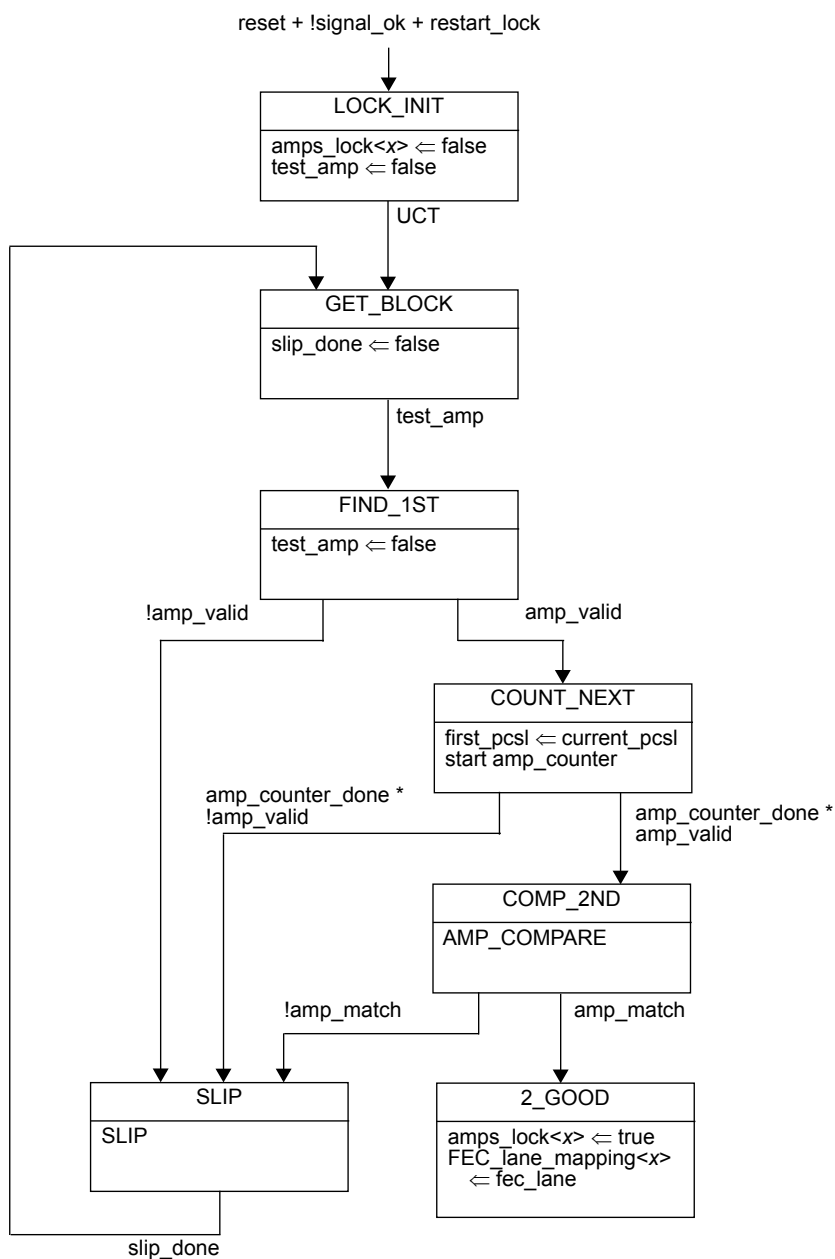 reset + !signal_ok + restart_lock
LOCK_INIT
amps_lock<x> ⇐ false
test_amp ⇐ false
UCT
GET_BLOCK
slip_done ⇐ false
test_amp
FIND_1ST
test_amp ⇐ false
!amp_valid
amp_valid
COUNT_NEXT
first_pcsl ⇐ current_pcsl
start amp_counter
amp_counter_done *
!amp_valid
amp_counter_done *
amp_valid
COMP_2ND
AMP_COMPARE
!amp_match
amp_match
SLIP
SLIP
2_GOOD
amps_lock<x> ⇐ true
FEC_lane_mapping<x>
⇐ fec_lane
slip_done